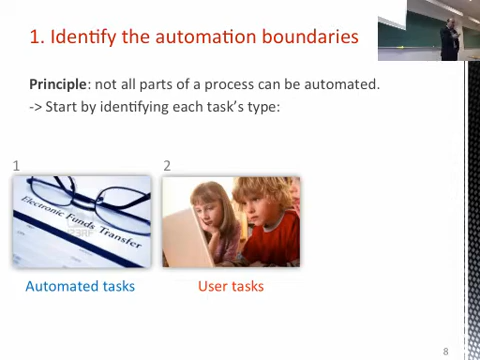 1. Identify the automation boundaries
Principle: not all parts of a process can be automated.
-> Start by identifying each task's type:
1
2
Electronic Funds Transfer
123RF
Automated tasks
User tasks
8